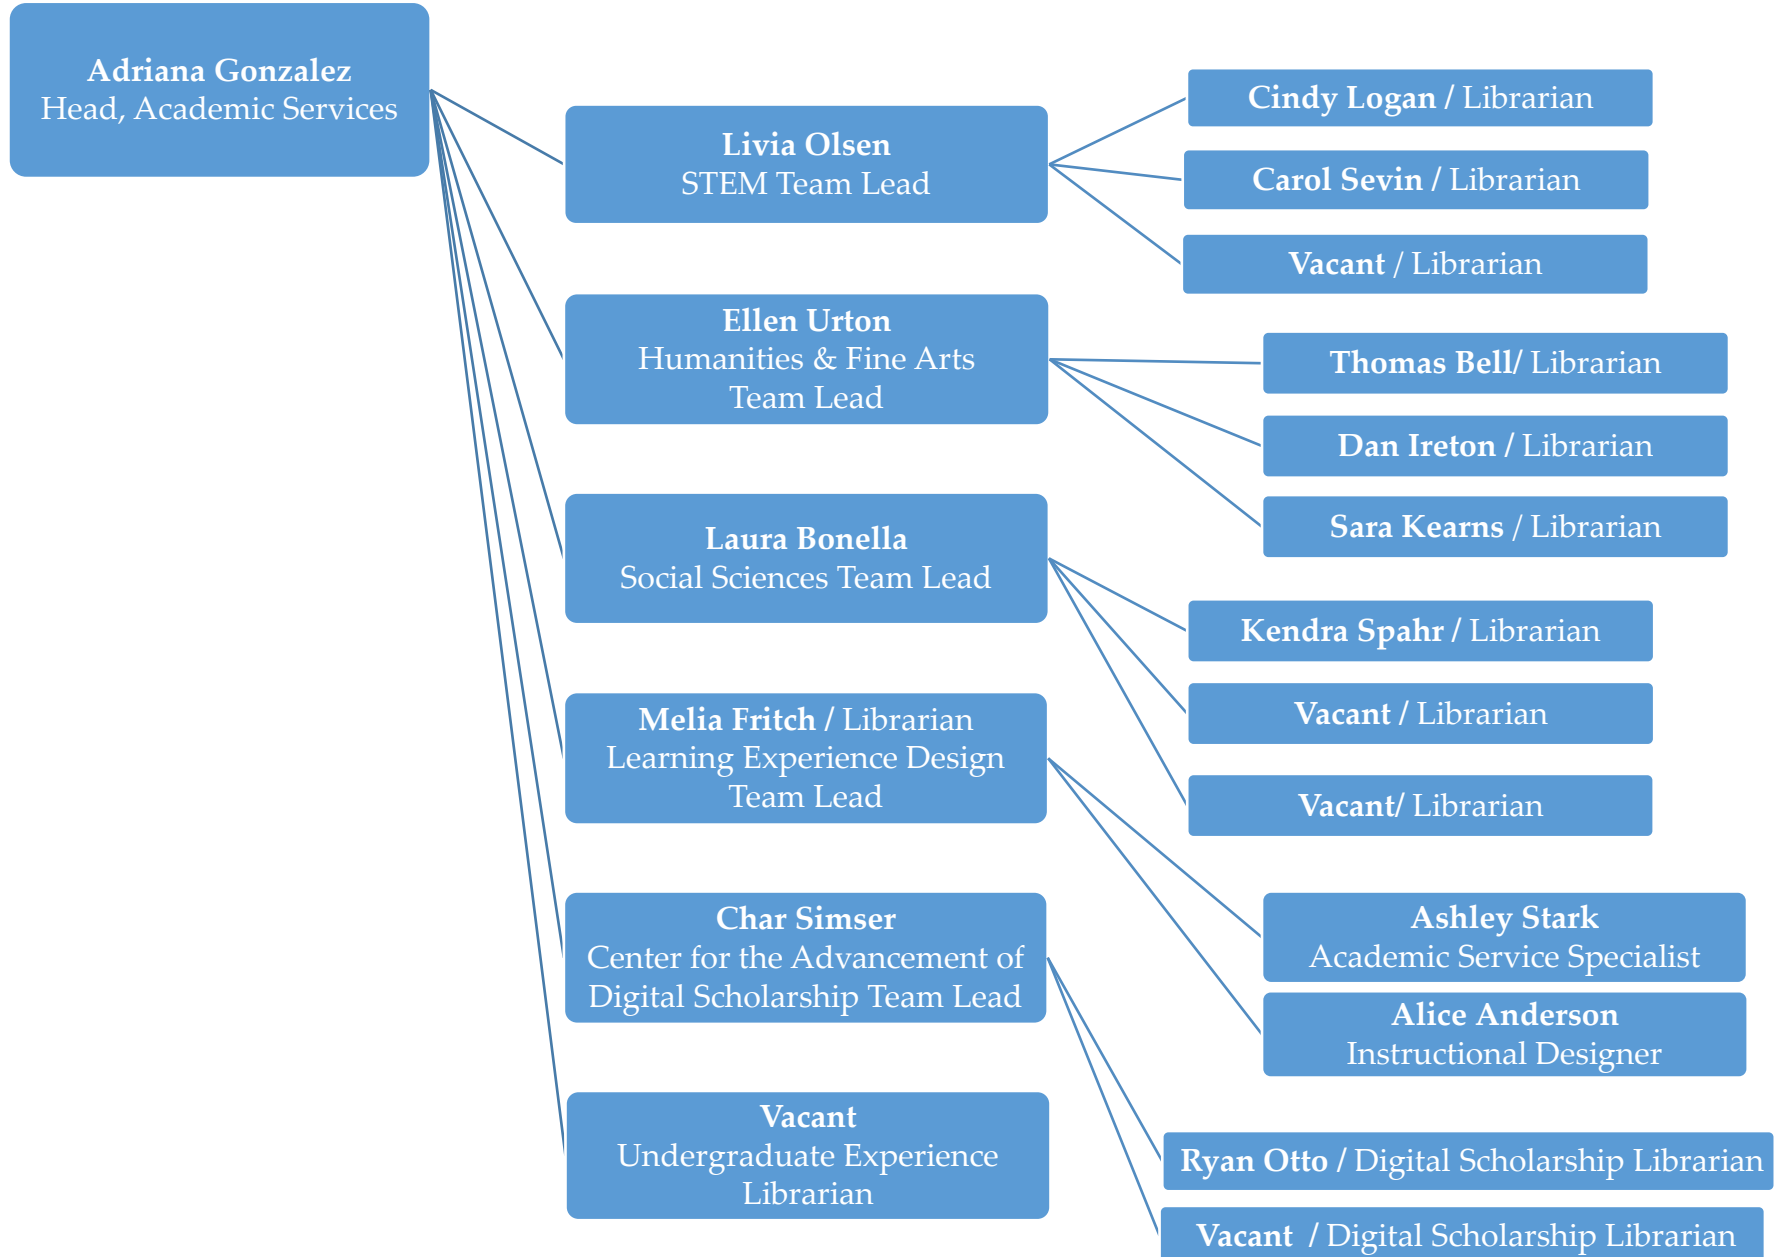 Adriana Gonzalez
Head, Academic Services
Livia Olsen
STEM Team Lead
Cindy Logan / Librarian
Carol Sevin / Librarian
Vacant / Librarian
Ellen Urton
Humanities & Fine Arts
Team Lead
Thomas Bell/ Librarian
Dan Ireton / Librarian
Sara Kearns / Librarian
Laura Bonella
Social Sciences Team Lead
Kendra Spahr / Librarian
Vacant / Librarian
Vacant/ Librarian
Melia Fritch / Librarian
Learning Experience Design
Team Lead
Ashley Stark
Academic Service Specialist
Alice Anderson
Instructional Designer
Char Simser
Center for the Advancement of
Digital Scholarship Team Lead
Ryan Otto / Digital Scholarship Librarian
Vacant / Digital Scholarship Librarian
Vacant
Undergraduate Experience
Librarian